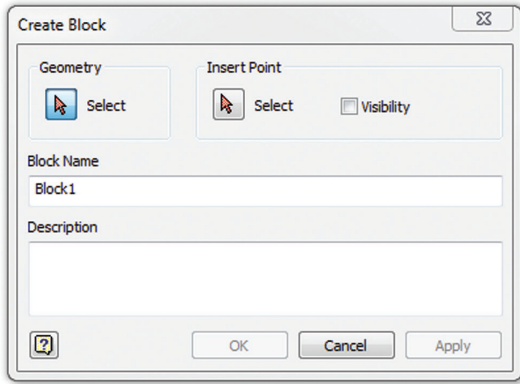 Create Block
Geometry
Insert Point
Select
Select
Visibility
Block Name
Block1
Description
?
OK
Cancel
Apply